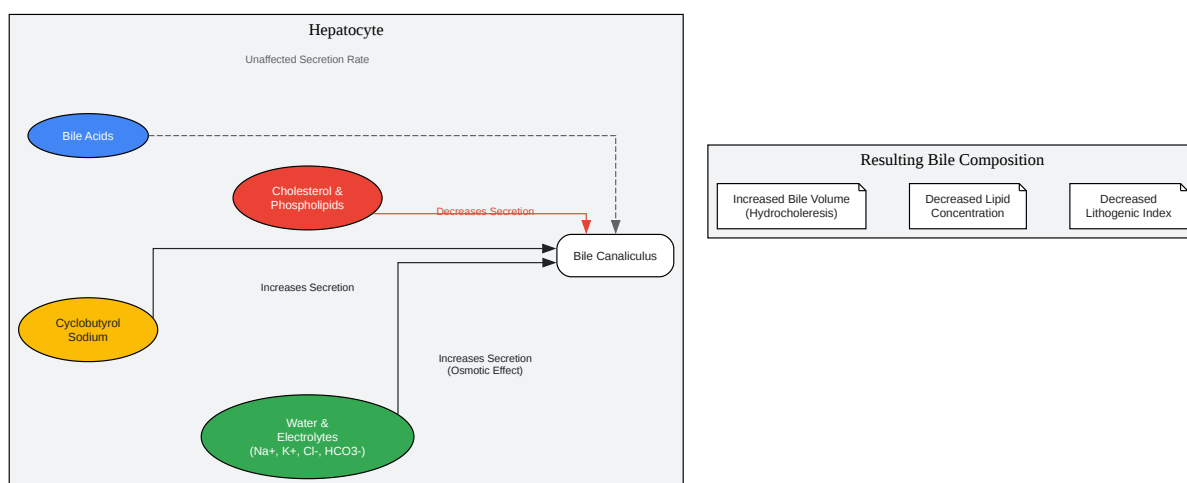 Hepatocyte
Unaffected Secretion Rate
Bile Acids
Cholesterol &
Phospholipids
Decreases Secretion
Bile Canaliculus
Increases Secretion
Cyclobutyrol
Sodium
Increases Secretion
(Osmotic Effect)
Water &
Electrolytes
(Na+, K+, Cl-, HCO3-)
Resulting Bile Composition
Increased Bile Volume
(Hydrocholeresis)
Decreased Lipid
Concentration
Decreased
Lithogenic Index